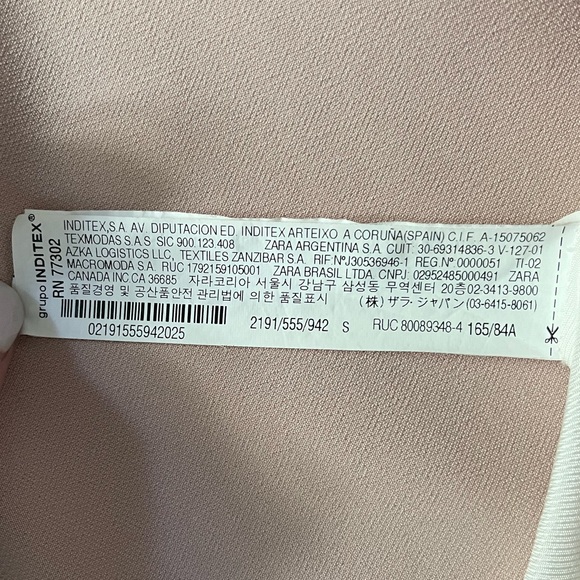 grupo INDITEX®
RN 77302
INDITEX,S.A. AV. DIPUTACION ED. INDITEX ARTEIXO A CORUÑA(SPAIN) C.I.F. A-15075062
TEXMODAS S.A.S SIC 900.123.408 ZARA ARGENTINA S.A. CUIT: 30-69314836-3 V-127-01
AZKA LOGISTICS LLC, TEXTILES ZANZIBAR S.A. RIF:NºJ30536946-1 REG.Nº0000051 TI-02
MACROMODA S.A. RUC 1792159105001 ZARA BRASIL LTDA. CNPJ: 02952485000491 ZARA
CANADA INC CA 36685 자라코리아 서울시 강남구 삼성동 무역센터 20층02-3413-9800
품질경영 및 공산품안전 관리법에 의한 품질표시 (株) ザラ・ジャパン (03-6415-8061)
02191555942025 2191/555/942 S RUC 80089348-4 165/84A